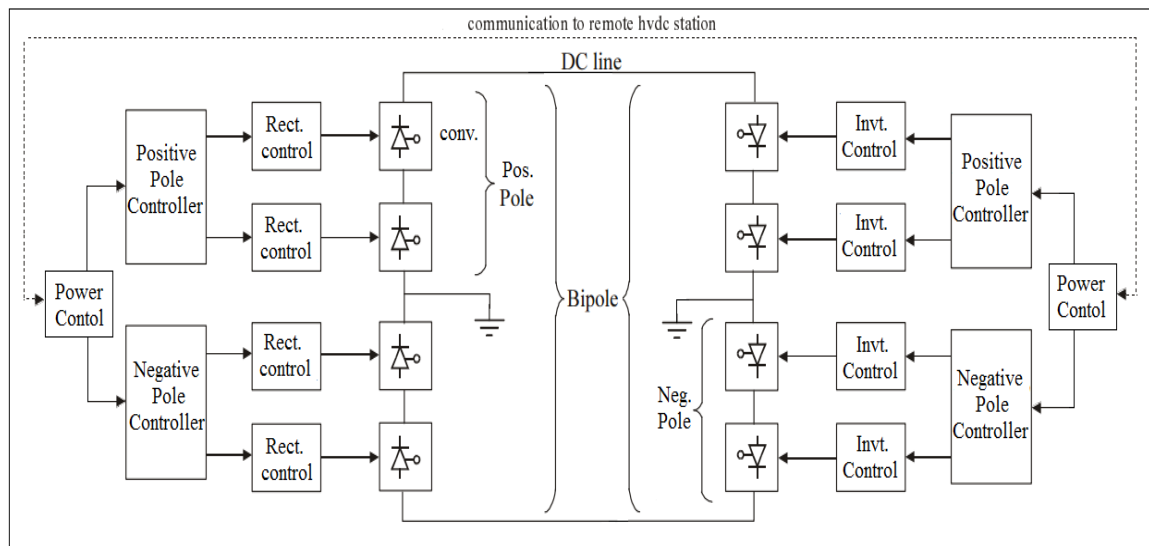 communication to remote hvdc station
DC line
Positive
Pole
Controller
Rect.
control
conv.
Pos.
Pole
Rect.
control
Power
Contol
Negative
Pole
Controller
Rect.
control
Rect.
control
Bipole
Neg.
Pole
Invt.
Control
Invt.
Control
Positive
Pole
Controller
Power
Contol
Invt.
Control
Invt.
Control
Negative
Pole
Controller